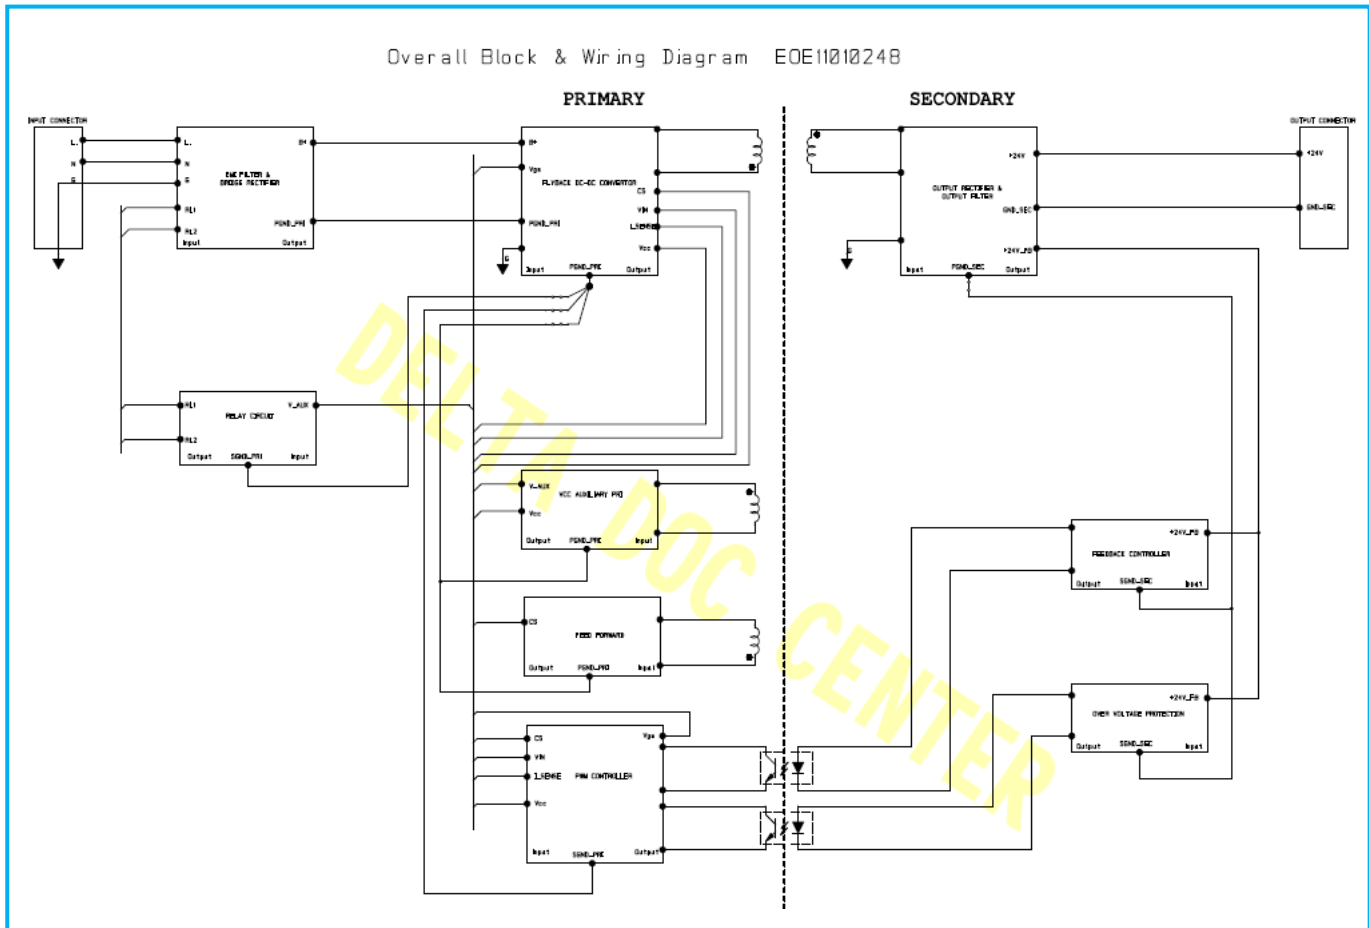 Overall Block & Wiring Diagram EOE11010248
PRIMARY
SECONDARY
INPUT CONNECTOR
L.
N
G
L.
N
G
RL1
RL2
Input
EMC FILTER &
BRIDGE RECTIFIER
B+
PGND_PRI
Output
B+
Vgs
FLYBACK DC-DC CONVERTOR
CS
VIN
I_SENSE
Vcc
PGND_PRI
G
Input
PGND_PRI
Output
+24V
OUTPUT RECTIFIER &
OUTPUT FILTER
GND_SEC
+24V_FB
G
Input
PGND_SEC
Output
OUTPUT CONNECTOR
+24V
GND_SEC
RL1
V_AUX
RELAY CIRCUIT
RL2
Output
SGND_PRI
Input
V_AUX
VCC AUXILIARY PRI
Vcc
Output
PGND_PRI
Input
CS
FEED FORWARD
Output
PGND_PRI
Input
CS
Vgs
VIN
I_SENSE
PWM CONTROLLER
Vcc
Input
SGND_PRI
Output
+24V_FB
FEEDBACK CONTROLLER
Output
SGND_SEC
Input
+24V_FB
OVER VOLTAGE PROTECTION
Output
SGND_SEC
Input
DELTA DOC CENTER